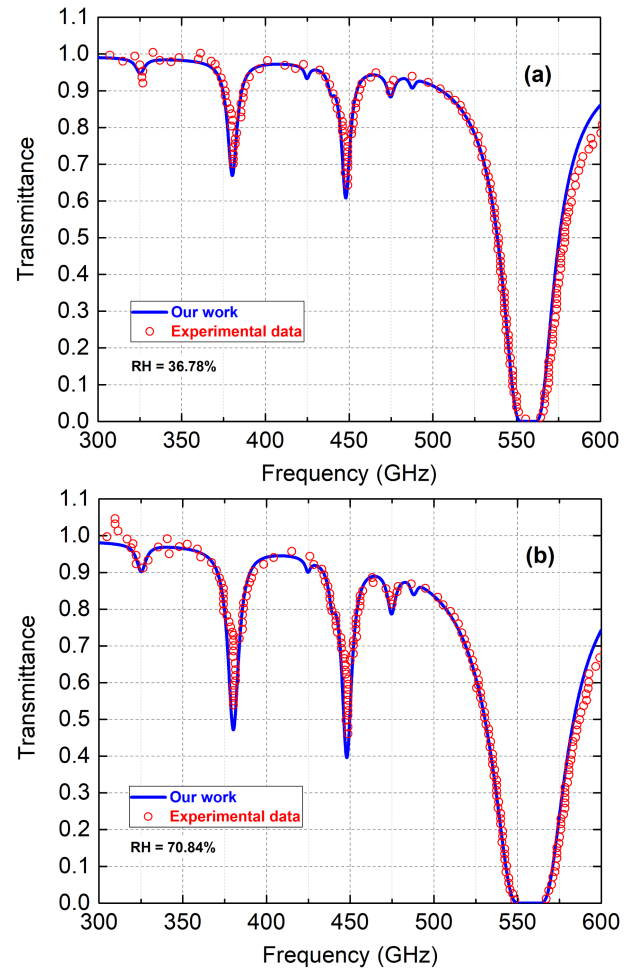 1.1
1.0
0.9
0.8
0.7
0.6
0.5
0.4
0.3
0.2
0.1
0.0
Transmittance
(a)
Our work
Experimental data
RH = 36.78%
300 350 400 450 500 550 600
Frequency (GHz)
1.1
1.0
0.9
0.8
0.7
0.6
0.5
0.4
0.3
0.2
0.1
0.0
Transmittance
(b)
Our work
Experimental data
RH = 70.84%
300 350 400 450 500 550 600
Frequency (GHz)